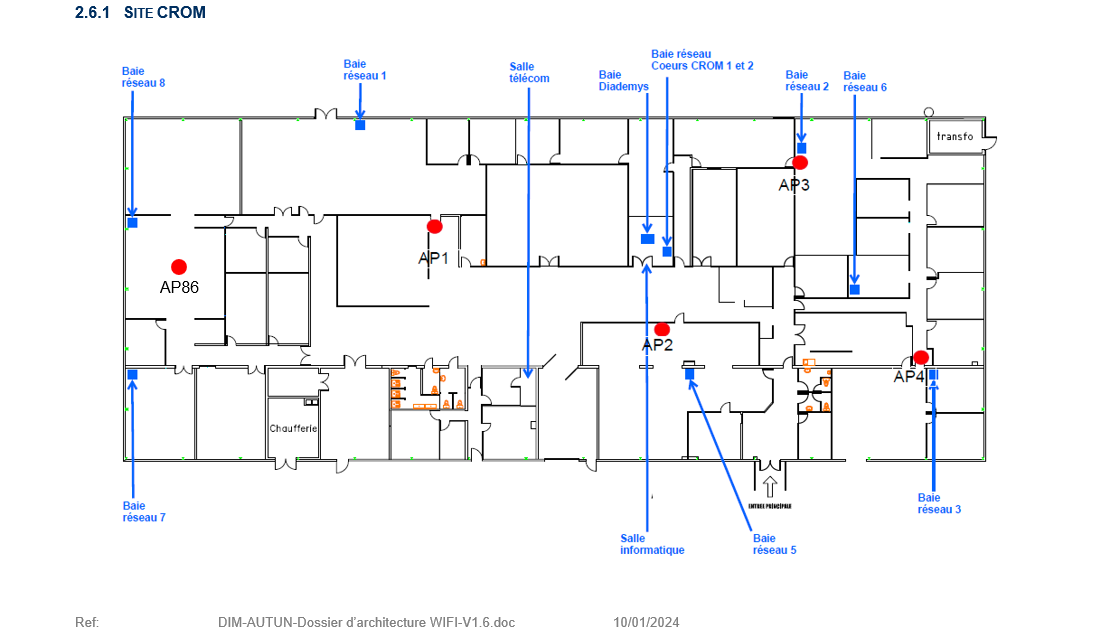 2.6.1 SITE CROM
Baie
réseau 8
Baie
réseau 1
Salle
télécom
Baie
Diademys
Baie réseau
Coeurs CROM 1 et 2
Baie
réseau 2
Baie
réseau 6
transfo
AP3
AP1
AP86
AP2
AP4
Chaufferie
ENTREE PRINCIPALE
Baie
réseau 7
Baie
réseau 3
Salle
informatique
Baie
réseau 5
Ref: DIM-AUTUN-Dossier d'architecture WIFI-V1.6.doc 10/01/2024